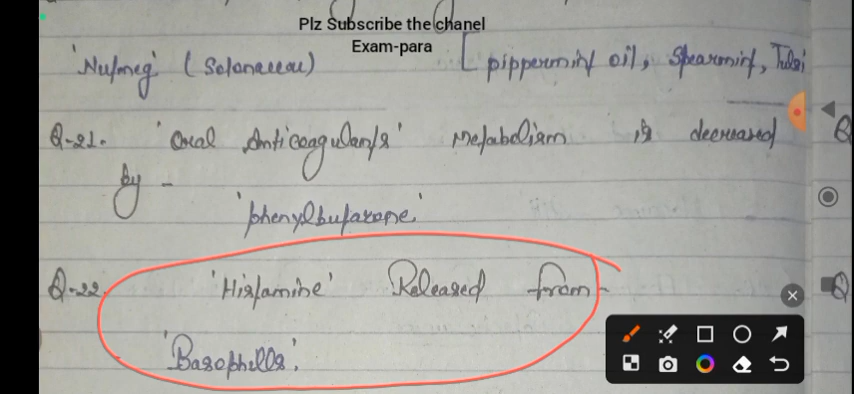 Plz Subscribe the chanel
Exam-para
'Nutmeg' (Solanaceae) [pippermint oil, Spearmint, Tulsi
Q-21. 'Oral Anticoagulants' Metabolism is decreased
by -
'phenylbutazone'
Q-22. 'Histamine' Released from-
'Basophills'.